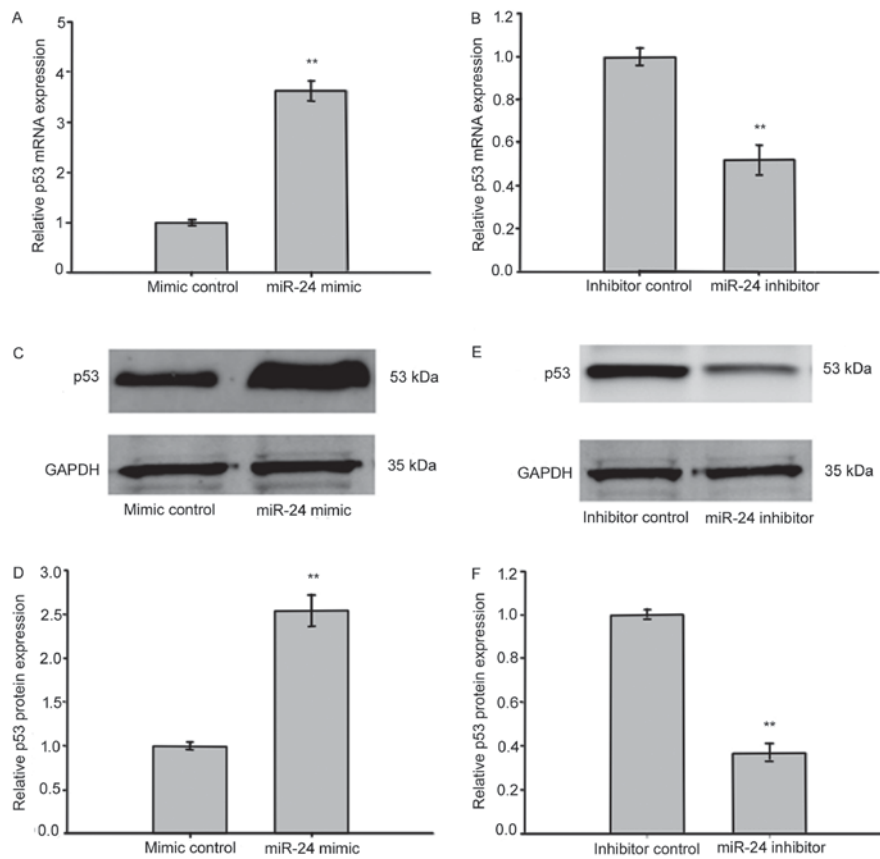 A
Relative p53 mRNA expression
5
4
3
2
1
0
**
Mimic control
miR-24 mimic
B
Relative p53 mRNA expression
1.2
1.0
0.8
0.6
0.4
0.2
0.0
**
Inhibitor control
miR-24 inhibitor
C
p53
53 kDa
GAPDH
35 kDa
Mimic control
miR-24 mimic
E
p53
53 kDa
GAPDH
35 kDa
Inhibitor control
miR-24 inhibitor
D
Relative p53 protein expression
3.0
2.5
2.0
1.5
1.0
0.5
0.0
**
Mimic control
miR-24 mimic
F
Relative p53 protein expression
1.2
1.0
0.8
0.6
0.4
0.2
0.0
**
Inhibitor control
miR-24 inhibitor